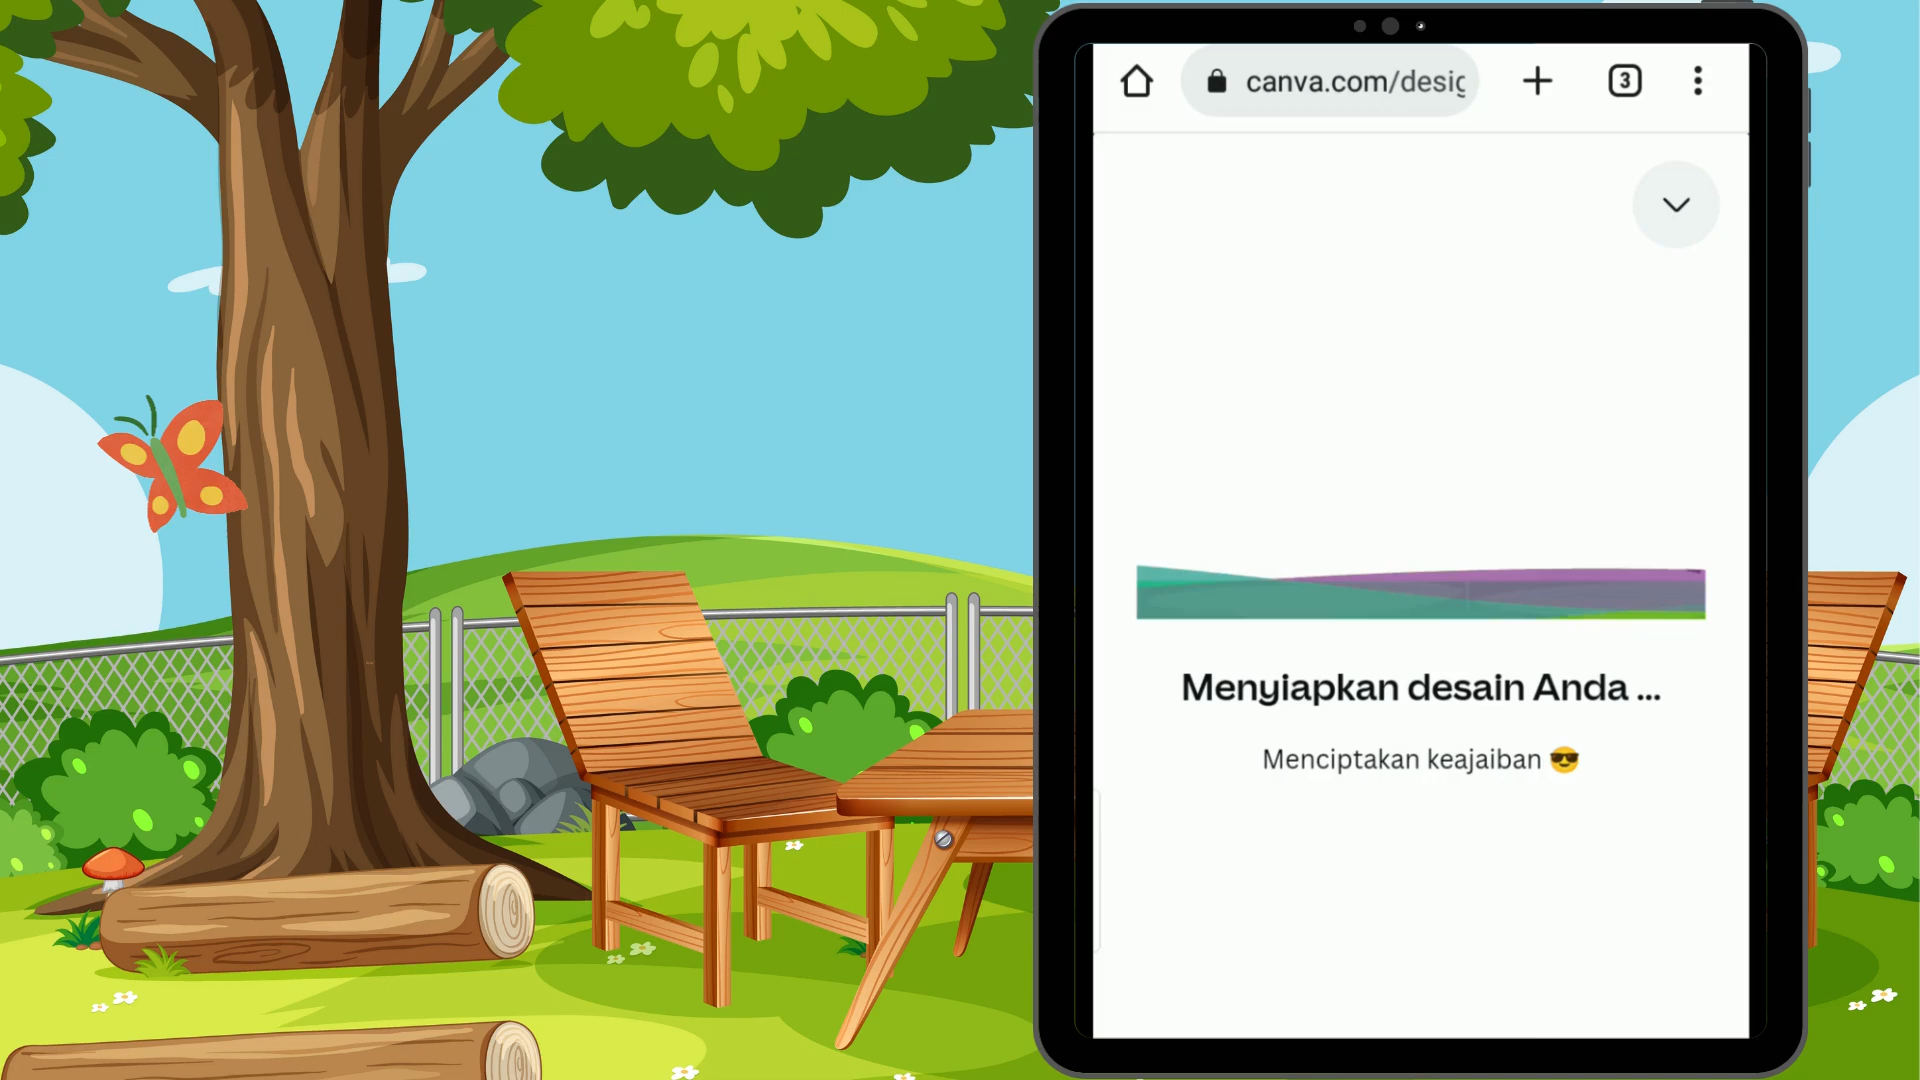 canva.com/desig
3
Menyiapkan desain Anda ...
Menciptakan keajaiban 😎